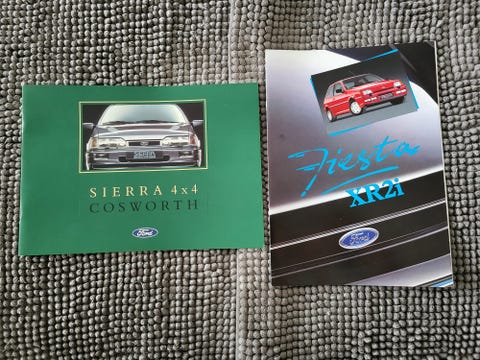 SIERRA 4x4
COSWORTH
Ford
Fiesta
XR2i
Ford